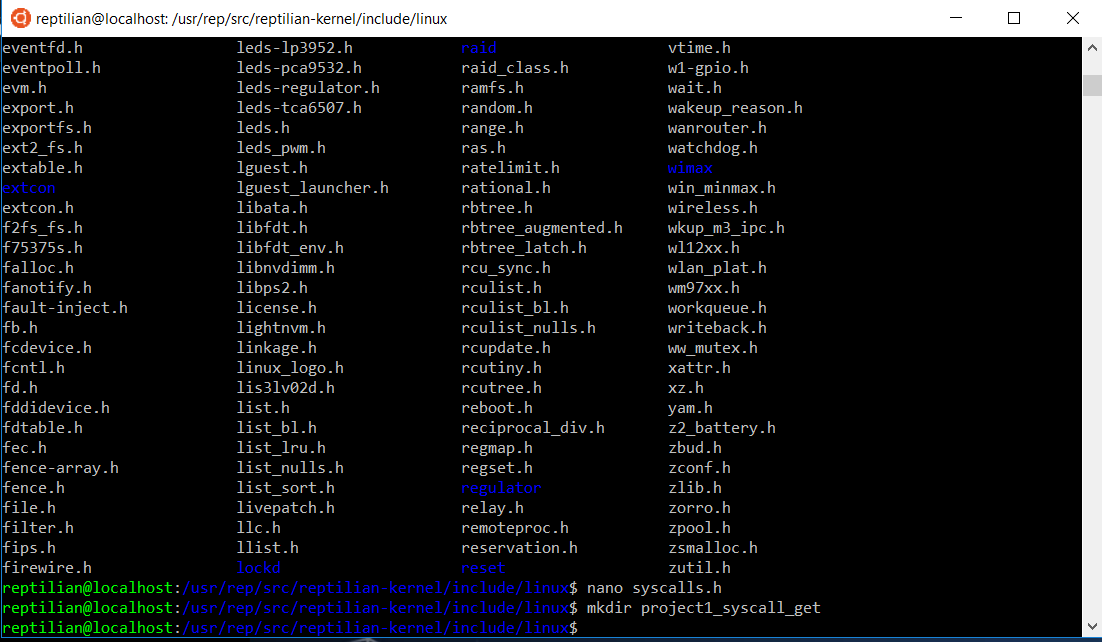 reptilian@localhost: /usr/rep/src/reptilian-kernel/include/linux
eventfd.h leds-lp3952.h raid vtime.h
eventpoll.h leds-pca9532.h raid_class.h w1-gpio.h
evm.h leds-regulator.h ramfs.h wait.h
export.h leds-tca6507.h random.h wakeup_reason.h
exportfs.h leds.h range.h wanrouter.h
ext2_fs.h leds_pwm.h ras.h watchdog.h
extable.h lguest.h ratelimit.h wimax
extcon lguest_launcher.h rational.h win_minmax.h
extcon.h libata.h rbtree.h wireless.h
f2fs_fs.h libfdt.h rbtree_augmented.h wkup_m3_ipc.h
f75375s.h libfdt_env.h rbtree_latch.h wl12xx.h
falloc.h libnvdimm.h rcu_sync.h wlan_plat.h
fanotify.h libps2.h rculist.h wm97xx.h
fault-inject.h license.h rculist_bl.h workqueue.h
fb.h lightnvm.h rculist_nulls.h writeback.h
fcdevice.h linkage.h rcupdate.h ww_mutex.h
fcntl.h linux_logo.h rcutiny.h xattr.h
fd.h lis3lv02d.h rcutree.h xz.h
fddidevice.h list.h reboot.h yam.h
fdtable.h list_bl.h reciprocal_div.h z2_battery.h
fec.h list_lru.h regmap.h zbud.h
fence-array.h list_nulls.h regset.h zconf.h
fence.h list_sort.h regulator zlib.h
file.h livepatch.h relay.h zorro.h
filter.h llc.h remoteproc.h zpool.h
fips.h llist.h reservation.h zsmalloc.h
firewire.h lockd reset zutil.h
reptilian@localhost:/usr/rep/src/reptilian-kernel/include/linux$ nano syscalls.h
reptilian@localhost:/usr/rep/src/reptilian-kernel/include/linux$ mkdir project1_syscall_get
reptilian@localhost:/usr/rep/src/reptilian-kernel/include/linux$